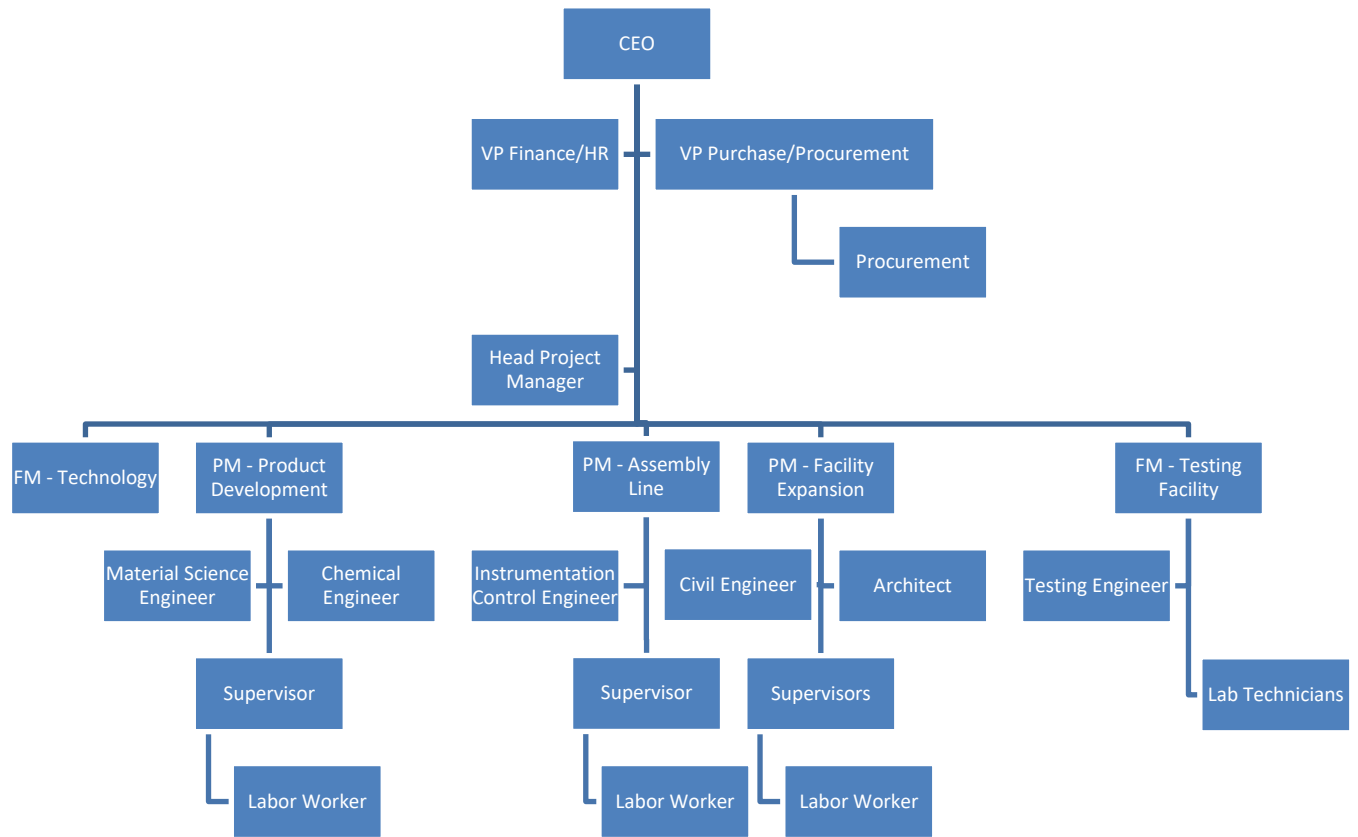 CEO
VP Finance/HR
VP Purchase/Procurement
Procurement
Head Project
Manager
FM - Technology
PM - Product
Development
PM - Assembly
Line
PM - Facility
Expansion
FM - Testing
Facility
Material Science
Engineer
Chemical
Engineer
Instrumentation
Control Engineer
Civil Engineer
Architect
Testing Engineer
Supervisor
Supervisor
Supervisors
Lab Technicians
Labor Worker
Labor Worker
Labor Worker